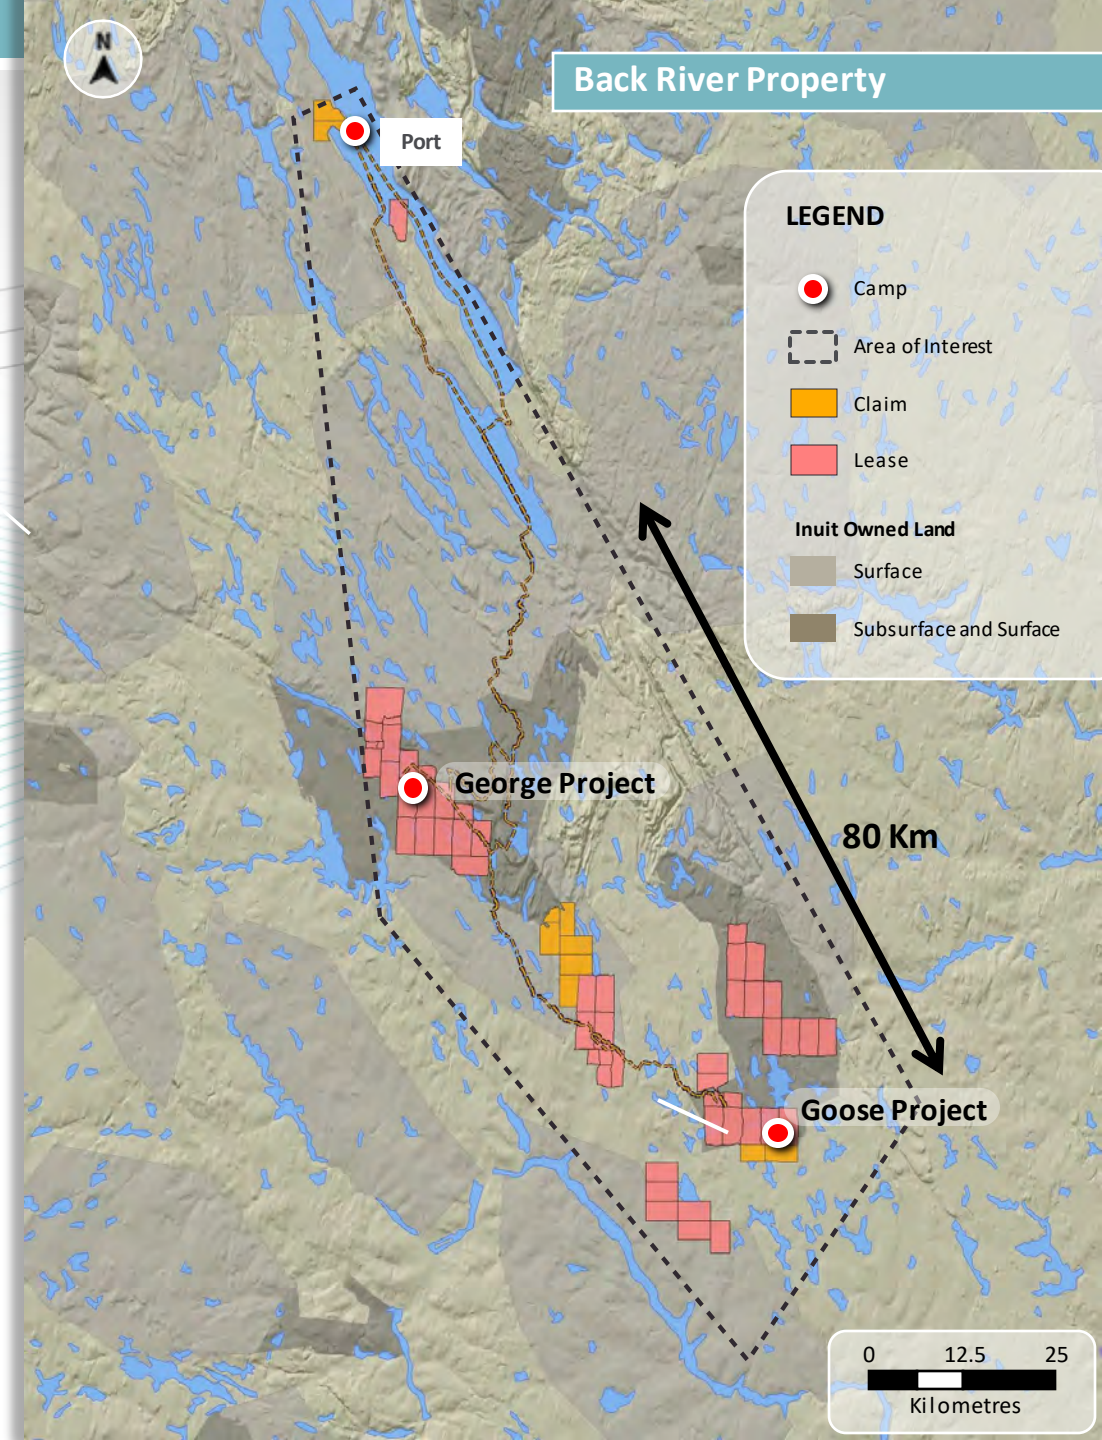 N
Back River Property
Port
LEGEND
Camp
Area of Interest
Claim
Lease
Inuit Owned Land
Surface
Subsurface and Surface
George Project
80 Km
Goose Project
0 12.5 25
Kilometres